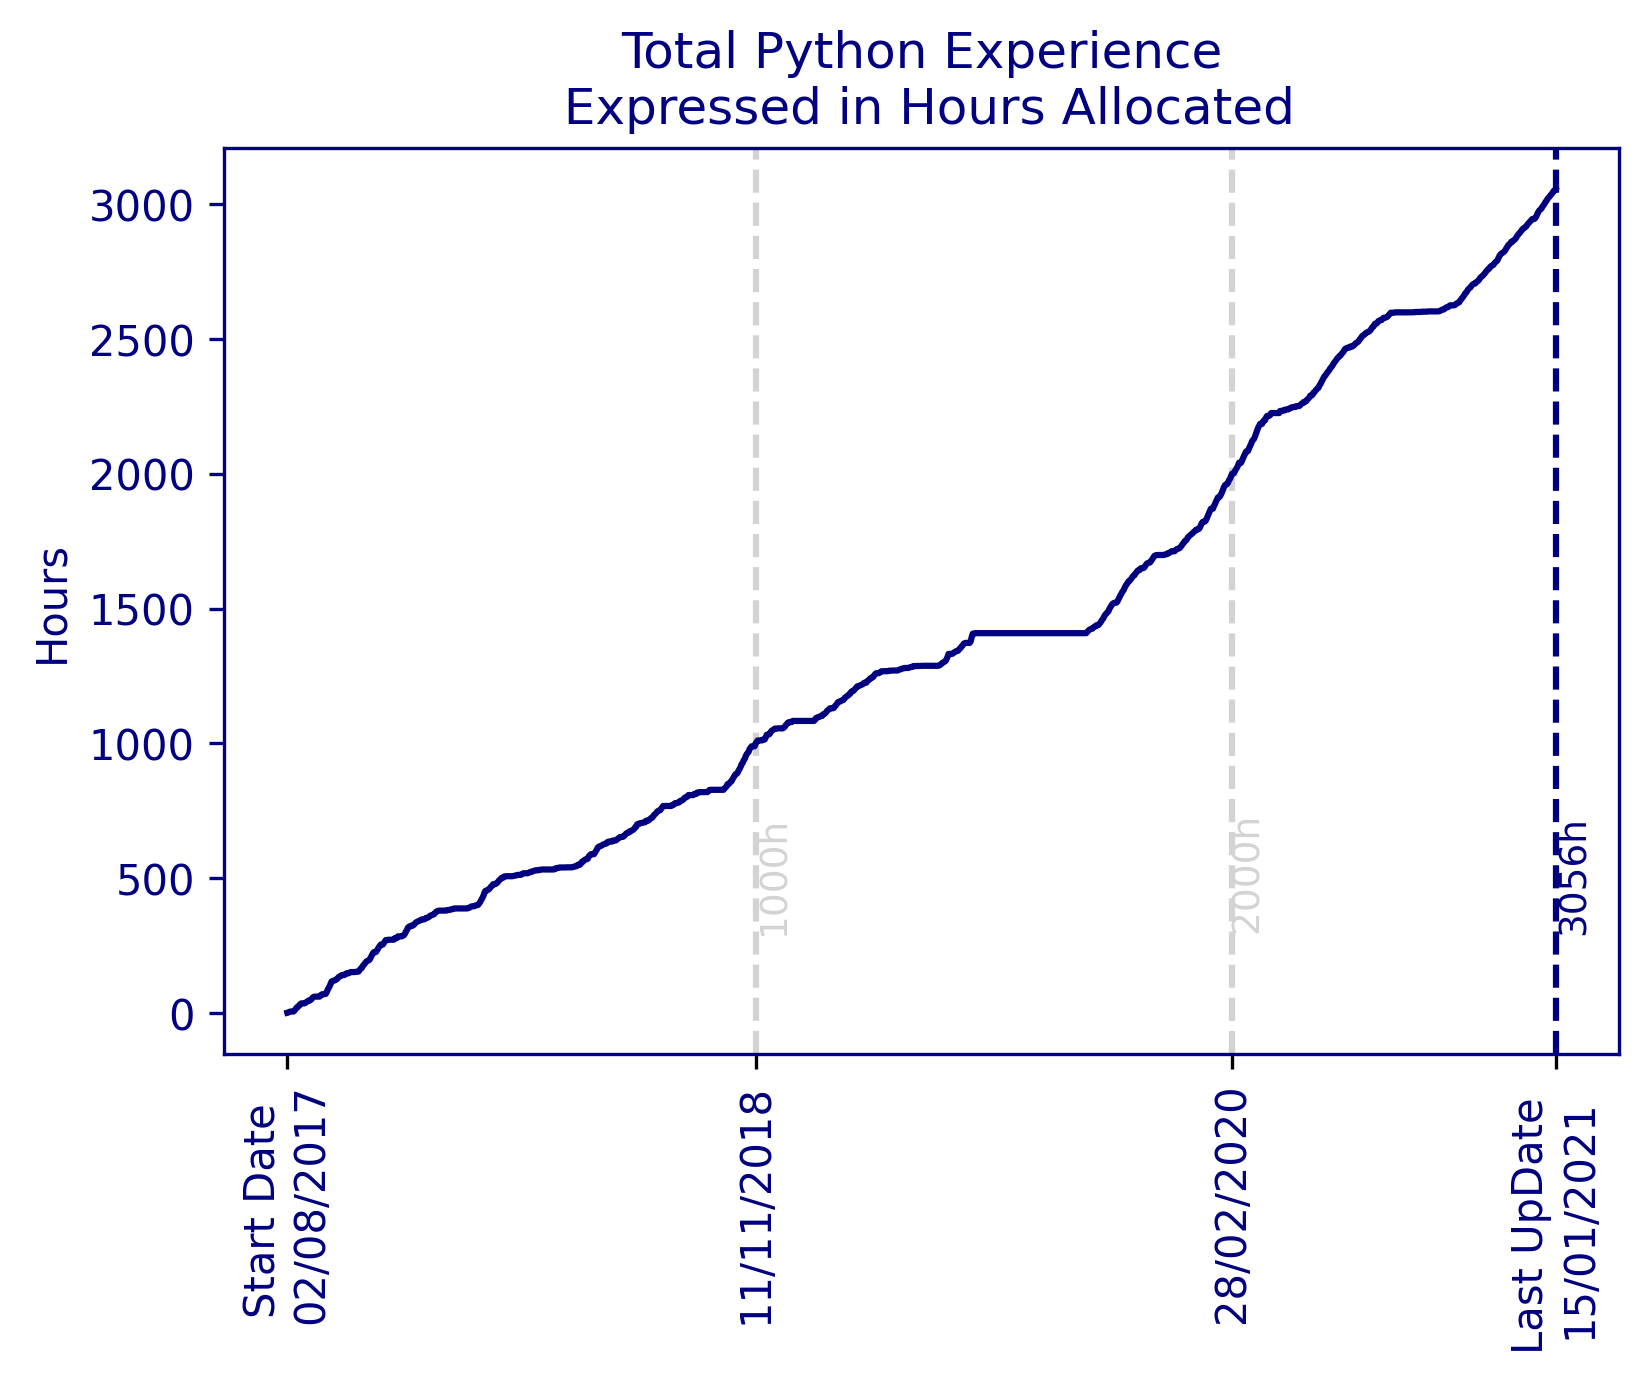 Total Python Experience
Expressed in Hours Allocated
Hours
3000
2500
2000
1500
1000
500
0
1000h
2000h
3056h
Start Date
02/08/2017
11/11/2018
28/02/2020
Last UpDate
15/01/2021